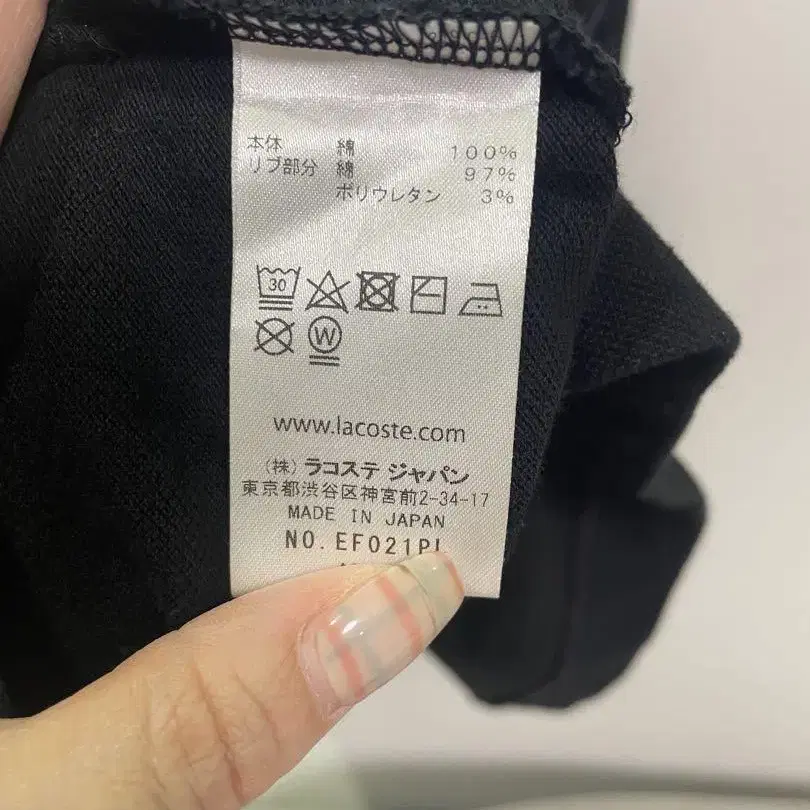 本体 綿 100%
リブ部分 綿 97%
ポリウレタン 3%
30
W
www.lacoste.com
(株) ラコステ ジャパン
東京都渋谷区神宮前2-34-17
MADE IN JAPAN
NO. EF021P